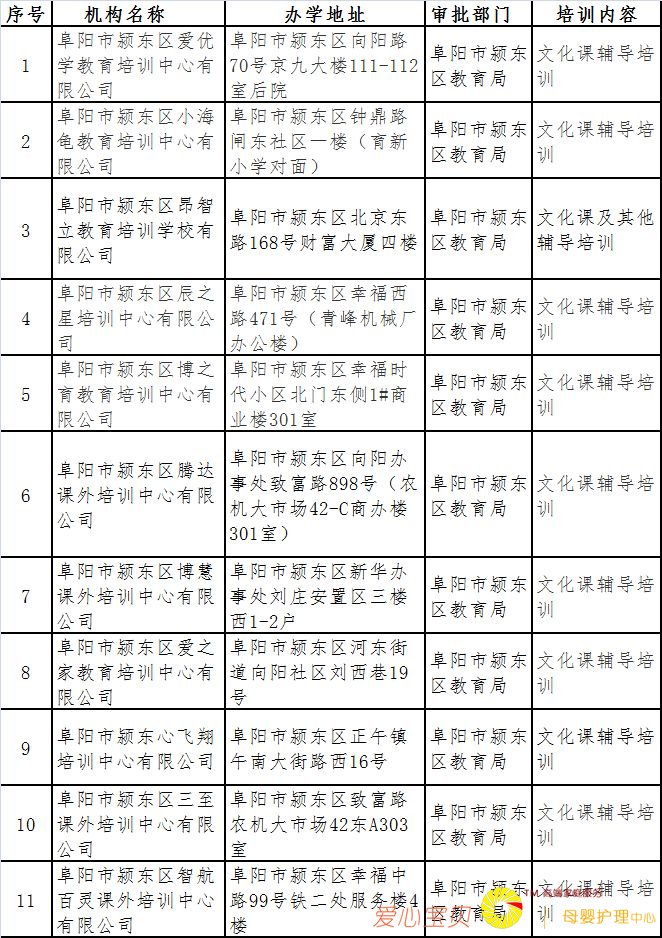 序号 机构名称 办学地址 审批部门 培训内容
1 阜阳市颍东区爱优学教育培训中心有限公司 阜阳市颍东区向阳路70号京九大楼111-112室后院 阜阳市颍东区教育局 文化课辅导培训
2 阜阳市颍东区小海龟教育培训中心有限公司 阜阳市颍东区钟鼎路闸东社区一楼（育新小学对面） 阜阳市颍东区教育局 文化课辅导培训
3 阜阳市颍东区昂智立教育培训学校有限公司 阜阳市颍东区北京东路168号财富大厦四楼 阜阳市颍东区教育局 文化课及其他辅导培训
4 阜阳市颍东区辰之星培训中心有限公司 阜阳市颍东区幸福西路471号（青峰机械厂办公楼） 阜阳市颍东区教育局 文化课辅导培训
5 阜阳市颍东区博之育教育培训中心有限公司 阜阳市颍东区幸福时代小区北门东侧1#商业楼301室 阜阳市颍东区教育局 文化课辅导培训
6 阜阳市颍东区腾达课外培训中心有限公司 阜阳市颍东区向阳办事处致富路898号（农机大市场42-C商办楼301室） 阜阳市颍东区教育局 文化课辅导培训
7 阜阳市颍东区博慧课外培训中心有限公司 阜阳市颍东区新华办事处刘庄安置区三楼西1-2户 阜阳市颍东区教育局 文化课辅导培训
8 阜阳市颍东区爱之家教育培训中心有限公司 阜阳市颍东区河东街道向阳社区刘西巷19号 阜阳市颍东区教育局 文化课辅导培训
9 阜阳市颍东心飞翔培训中心有限公司 阜阳市颍东区正午镇午南大街路西16号 阜阳市颍东区教育局 文化课辅导培训
10 阜阳市颍东区三至课外培训中心有限公司 阜阳市颍东区致富路农机大市场42东A303室 阜阳市颍东区教育局 文化课辅导培训
11 阜阳市颍东区智航百灵课外培训中心有限公司 阜阳市颍东区幸福中路99号铁二处服务楼4楼 阜阳市颍东区教育局 文化课辅导培训
爱心宝贝 TM
母婴护理中心